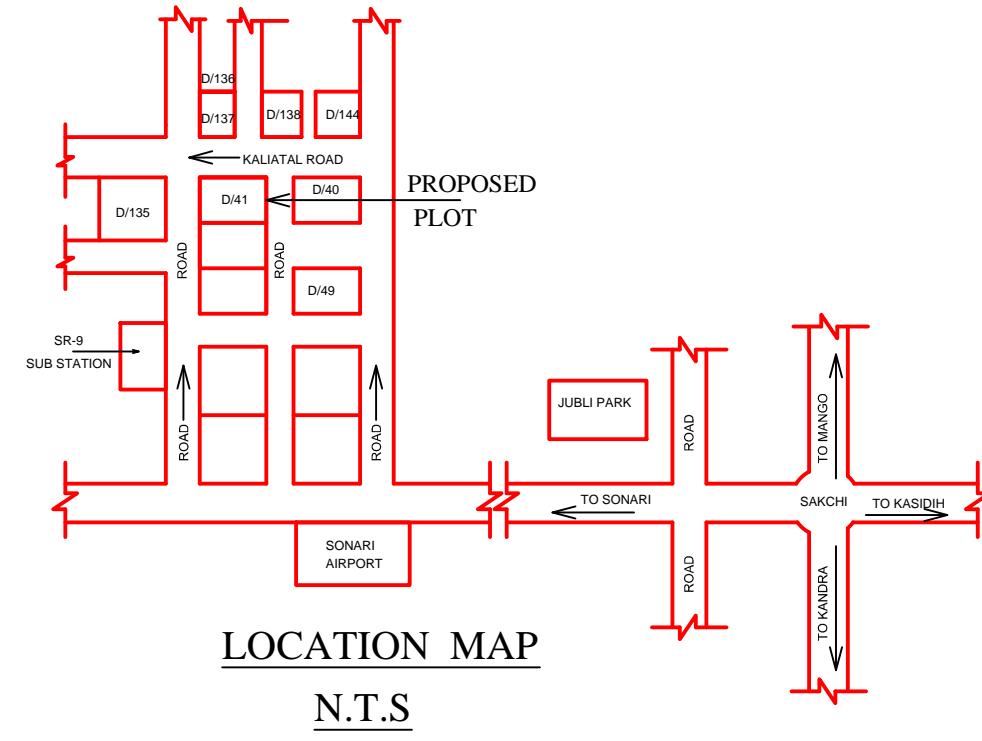 D/136
D/137
D/138
D/144
KALIATAL ROAD
D/135
D/41
D/40
PROPOSED
PLOT
ROAD
ROAD
D/49
SR-9
SUB STATION
ROAD
ROAD
JUBLI PARK
ROAD
TO MANGO
TO SONARI
SAKCHI
TO KASIDIH
SONARI
AIRPORT
ROAD
TO KANDRA
LOCATION MAP
N.T.S